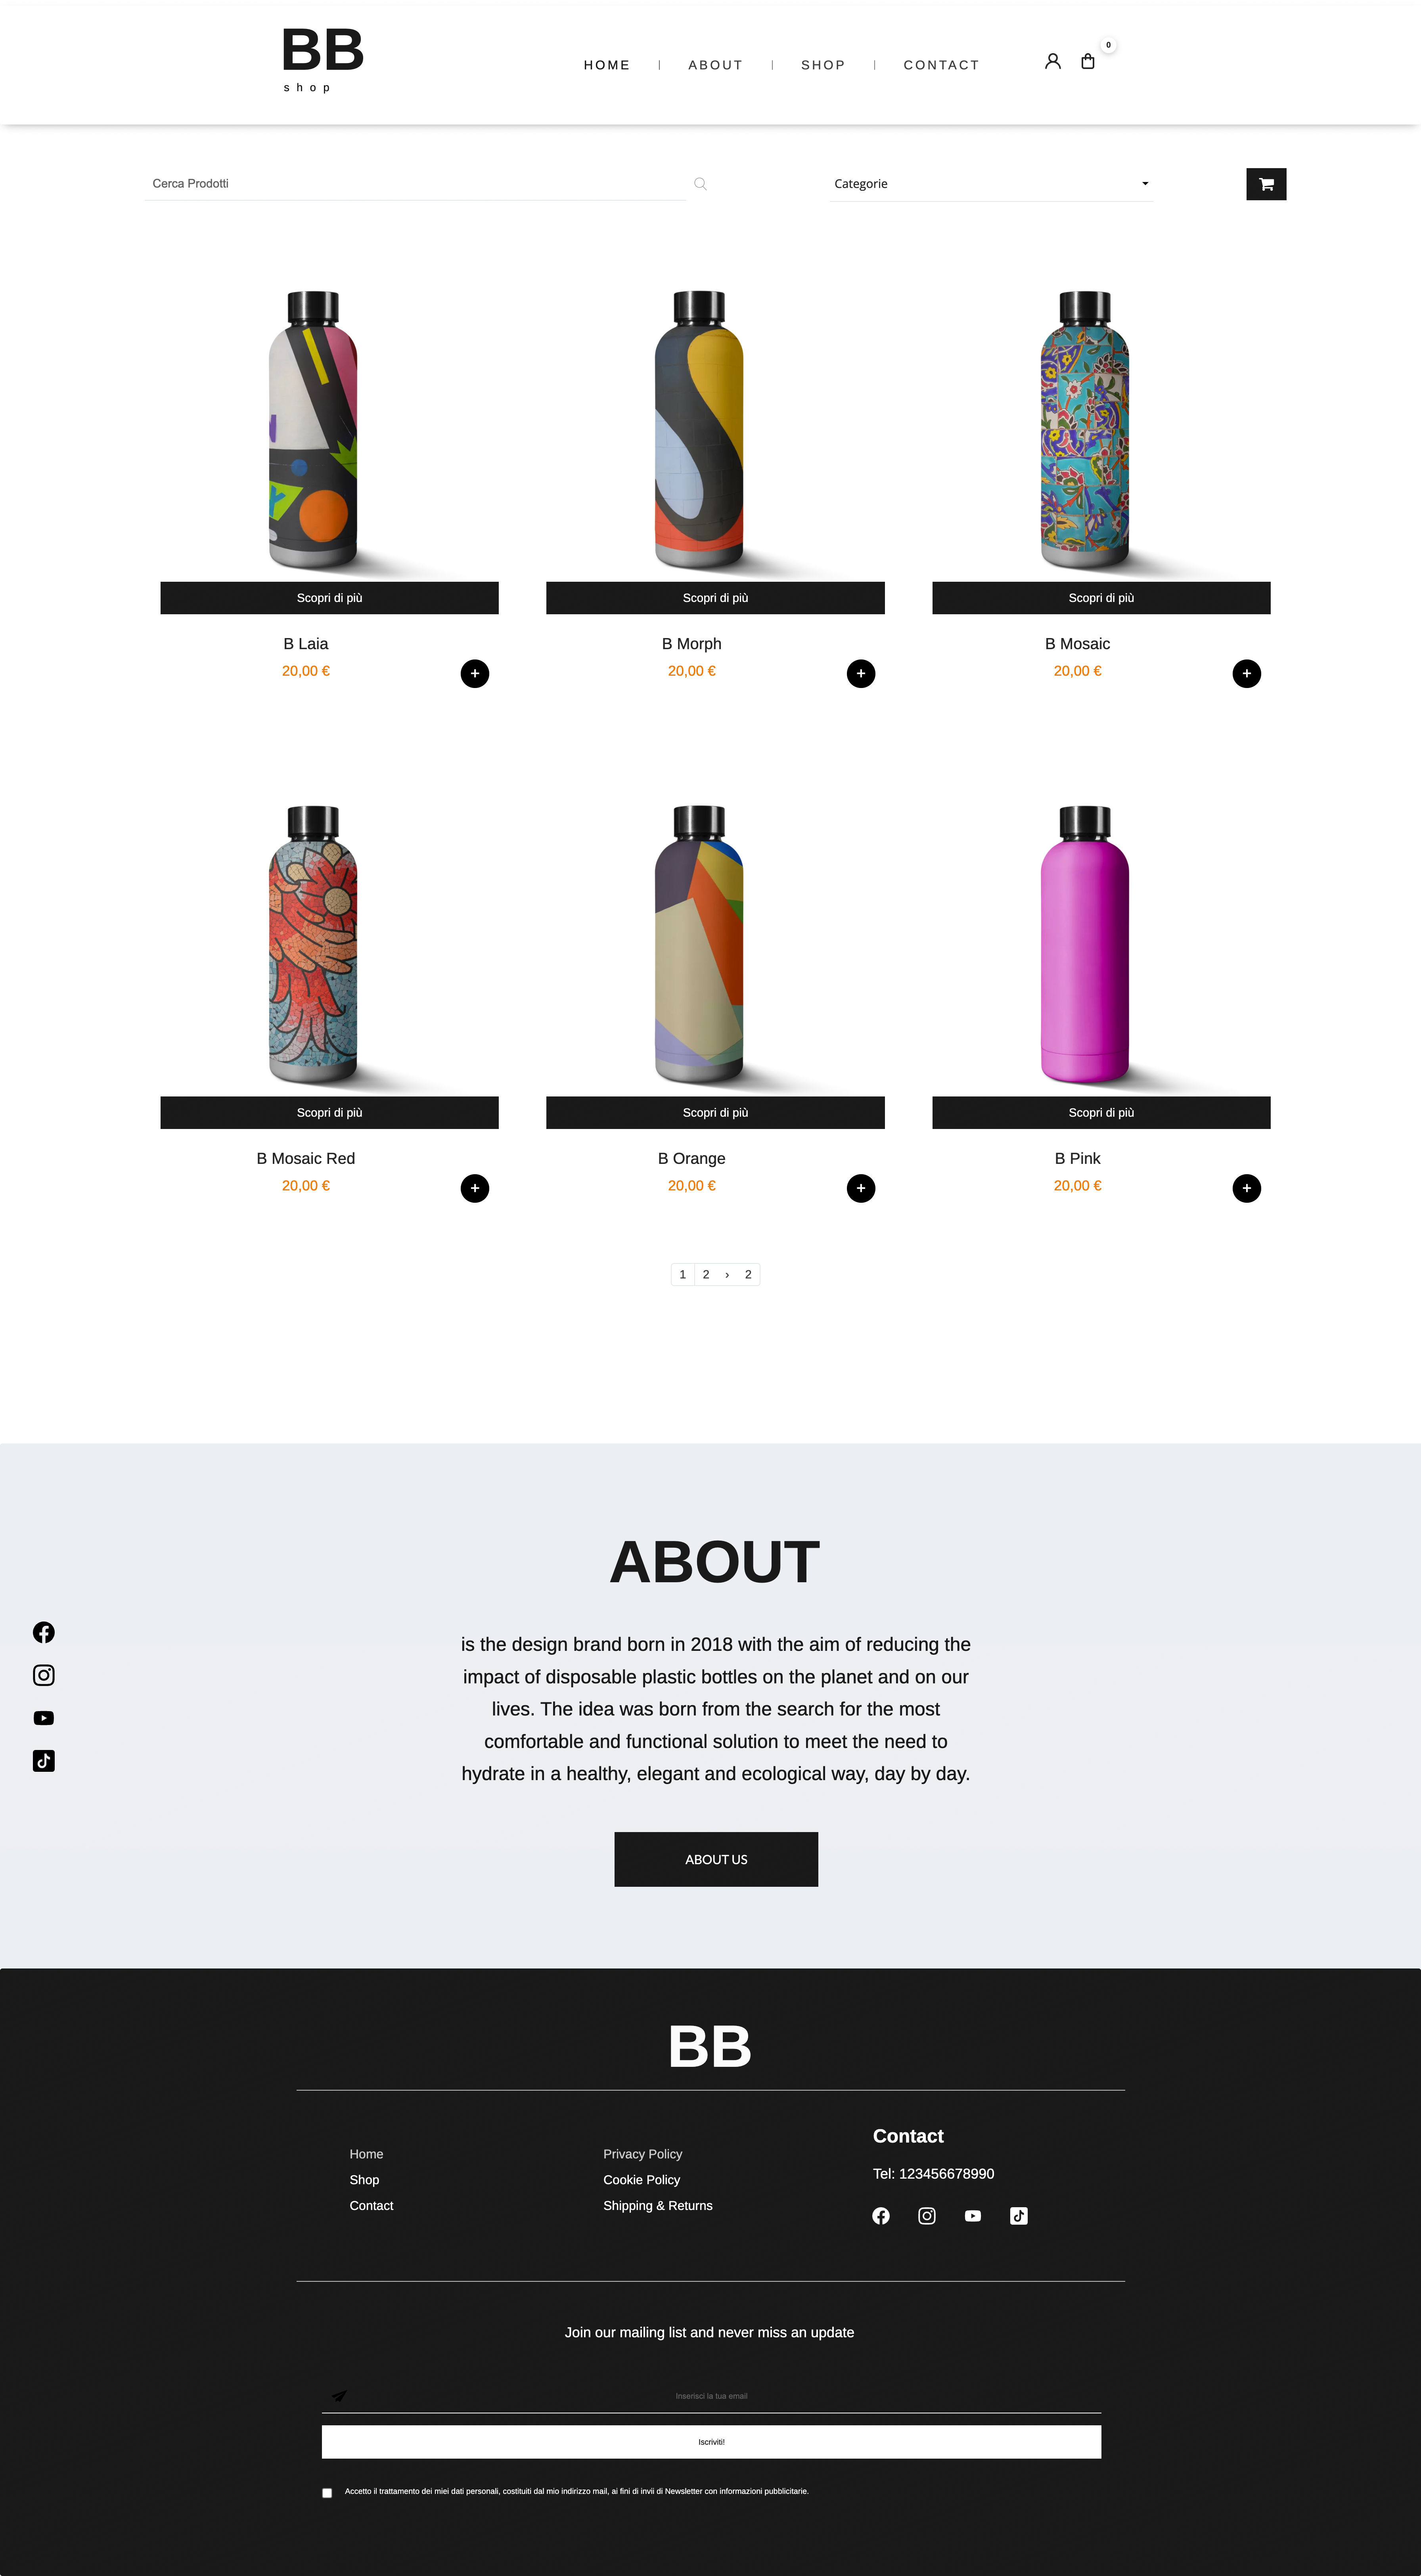 BB
shop
HOME | ABOUT | SHOP | CONTACT
0
Cerca Prodotti
Categorie
Scopri di più
Scopri di più
Scopri di più
B Laia
B Morph
B Mosaic
20,00 €
+
20,00 €
+
20,00 €
+
Scopri di più
Scopri di più
Scopri di più
B Mosaic Red
B Orange
B Pink
20,00 €
+
20,00 €
+
20,00 €
+
1 2 › 2
ABOUT
is the design brand born in 2018 with the aim of reducing the
impact of disposable plastic bottles on the planet and on our
lives. The idea was born from the search for the most
comfortable and functional solution to meet the need to
hydrate in a healthy, elegant and ecological way, day by day.
ABOUT US
BB
Home
Shop
Contact
Privacy Policy
Cookie Policy
Shipping & Returns
Contact
Tel: 123456678990
Join our mailing list and never miss an update
Inserisci la tua email
Iscriviti!
Accetto il trattamento dei miei dati personali, costituiti dal mio indirizzo mail, ai fini di invii di Newsletter con informazioni pubblicitarie.